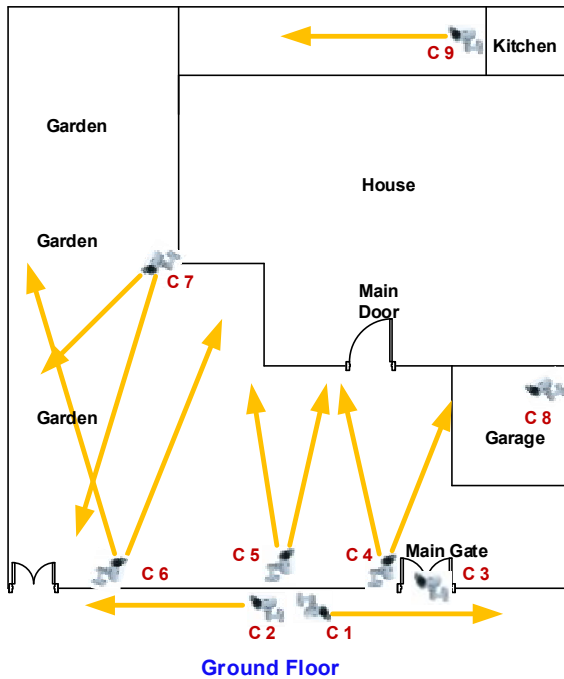 C 9
Kitchen
Garden
House
Garden
C 7
Main
Door
C 8
Garden
Garage
C 5
C 4
Main Gate
C 6
C 3
C 2
C 1
Ground Floor